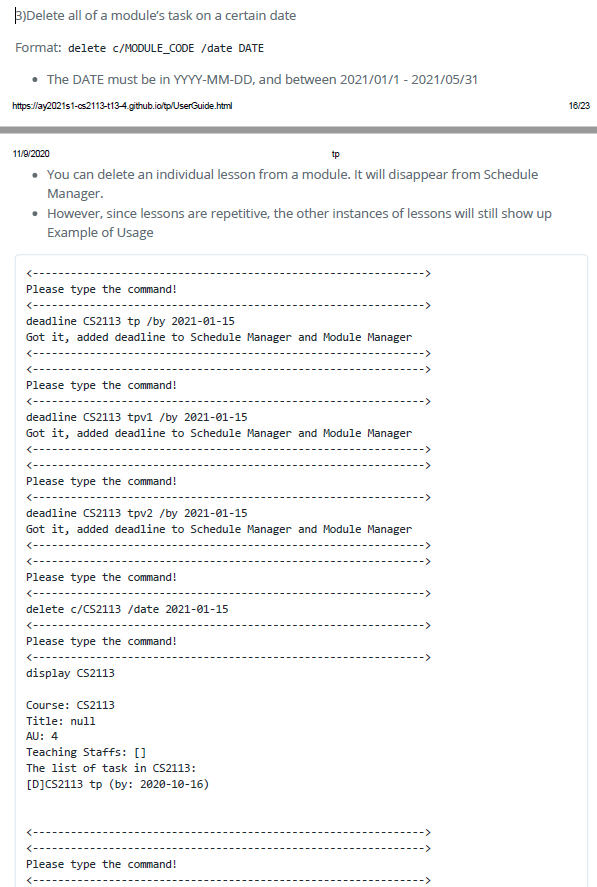 3)Delete all of a module’s task on a certain date
Format: delete c/MODULE_CODE /date DATE
• The DATE must be in YYYY-MM-DD, and between 2021/01/1 - 2021/05/31
https://ay2021s1-cs2113-t13-4.github.io/tp/UserGuide.html 16/23
11/9/2020 tp
• You can delete an individual lesson from a module. It will disappear from Schedule
Manager.
• However, since lessons are repetitive, the other instances of lessons will still show up
Example of Usage
<-------------------------------------------------------------->
Please type the command!
<-------------------------------------------------------------->
deadline CS2113 tp /by 2021-01-15
Got it, added deadline to Schedule Manager and Module Manager
<-------------------------------------------------------------->
<-------------------------------------------------------------->
Please type the command!
<-------------------------------------------------------------->
deadline CS2113 tpv1 /by 2021-01-15
Got it, added deadline to Schedule Manager and Module Manager
<-------------------------------------------------------------->
<-------------------------------------------------------------->
Please type the command!
<-------------------------------------------------------------->
deadline CS2113 tpv2 /by 2021-01-15
Got it, added deadline to Schedule Manager and Module Manager
<-------------------------------------------------------------->
<-------------------------------------------------------------->
Please type the command!
<-------------------------------------------------------------->
delete c/CS2113 /date 2021-01-15
<-------------------------------------------------------------->
Please type the command!
<-------------------------------------------------------------->
display CS2113
Course: CS2113
Title: null
AU: 4
Teaching Staffs: []
The list of task in CS2113:
[D]CS2113 tp (by: 2020-10-16)
<-------------------------------------------------------------->
<-------------------------------------------------------------->
Please type the command!
<-------------------------------------------------------------->